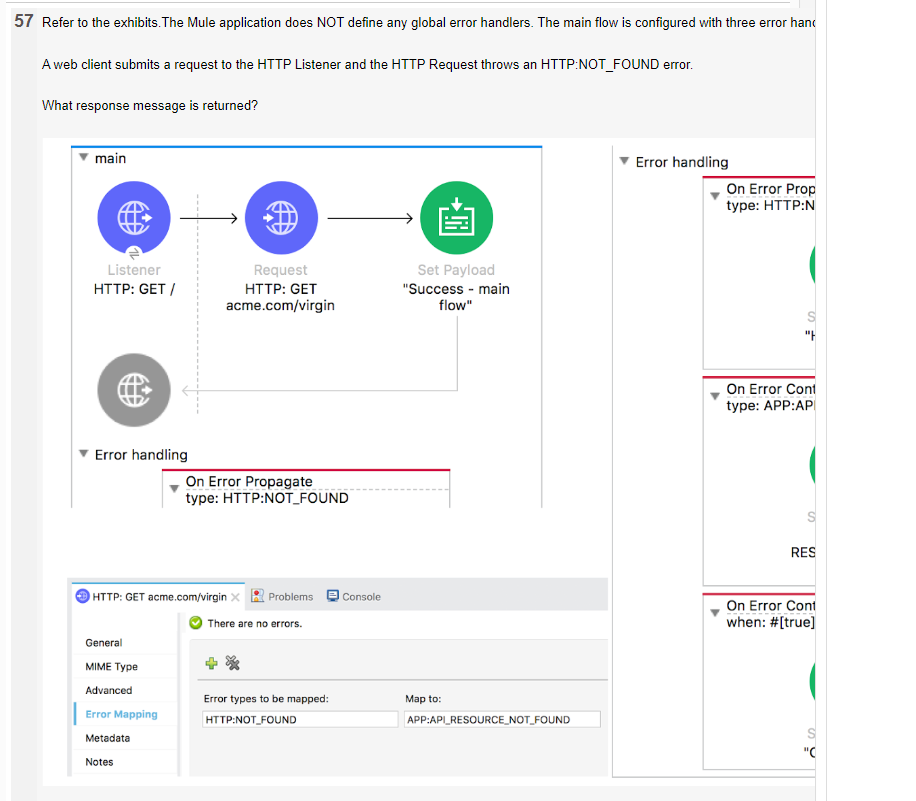 57 Refer to the exhibits.The Mule application does NOT define any global error handlers. The main flow is configured with three error
A web client submits a request to the HTTP Listener and the HTTP Request throws an HTTP:NOT_FOUND error.
What response message is returned?
main
Listener
HTTP: GET /
Request
HTTP: GET
acme.com/virgin
Set Payload
"Success - main
flow"
Error handling
On Error Propagate
type: HTTP:NOT_FOUND
Error handling
On Error Prop
type: HTTP:N
S
"H
On Error Cont
type: APP:API
S
RES
On Error Cont
when: #[true]
S
HTTP: GET acme.com/virgin
Problems
Console
There are no errors.
General
MIME Type
Advanced
Error Mapping
Metadata
Notes
Error types to be mapped:
Map to:
HTTP:NOT_FOUND
APP:API_RESOURCE_NOT_FOUND